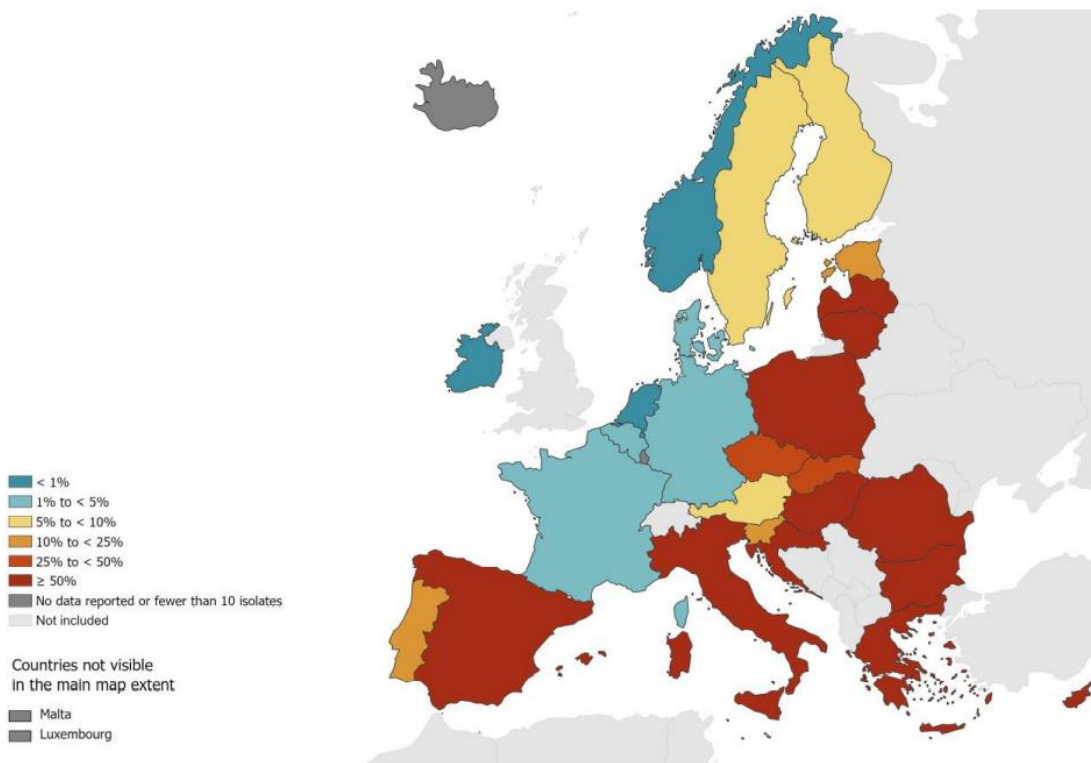 < 1%
1% to < 5%
5% to < 10%
10% to < 25%
25% to < 50%
≥ 50%
No data reported or fewer than 10 isolates
Not included
Countries not visible
in the main map extent
Malta
Luxembourg